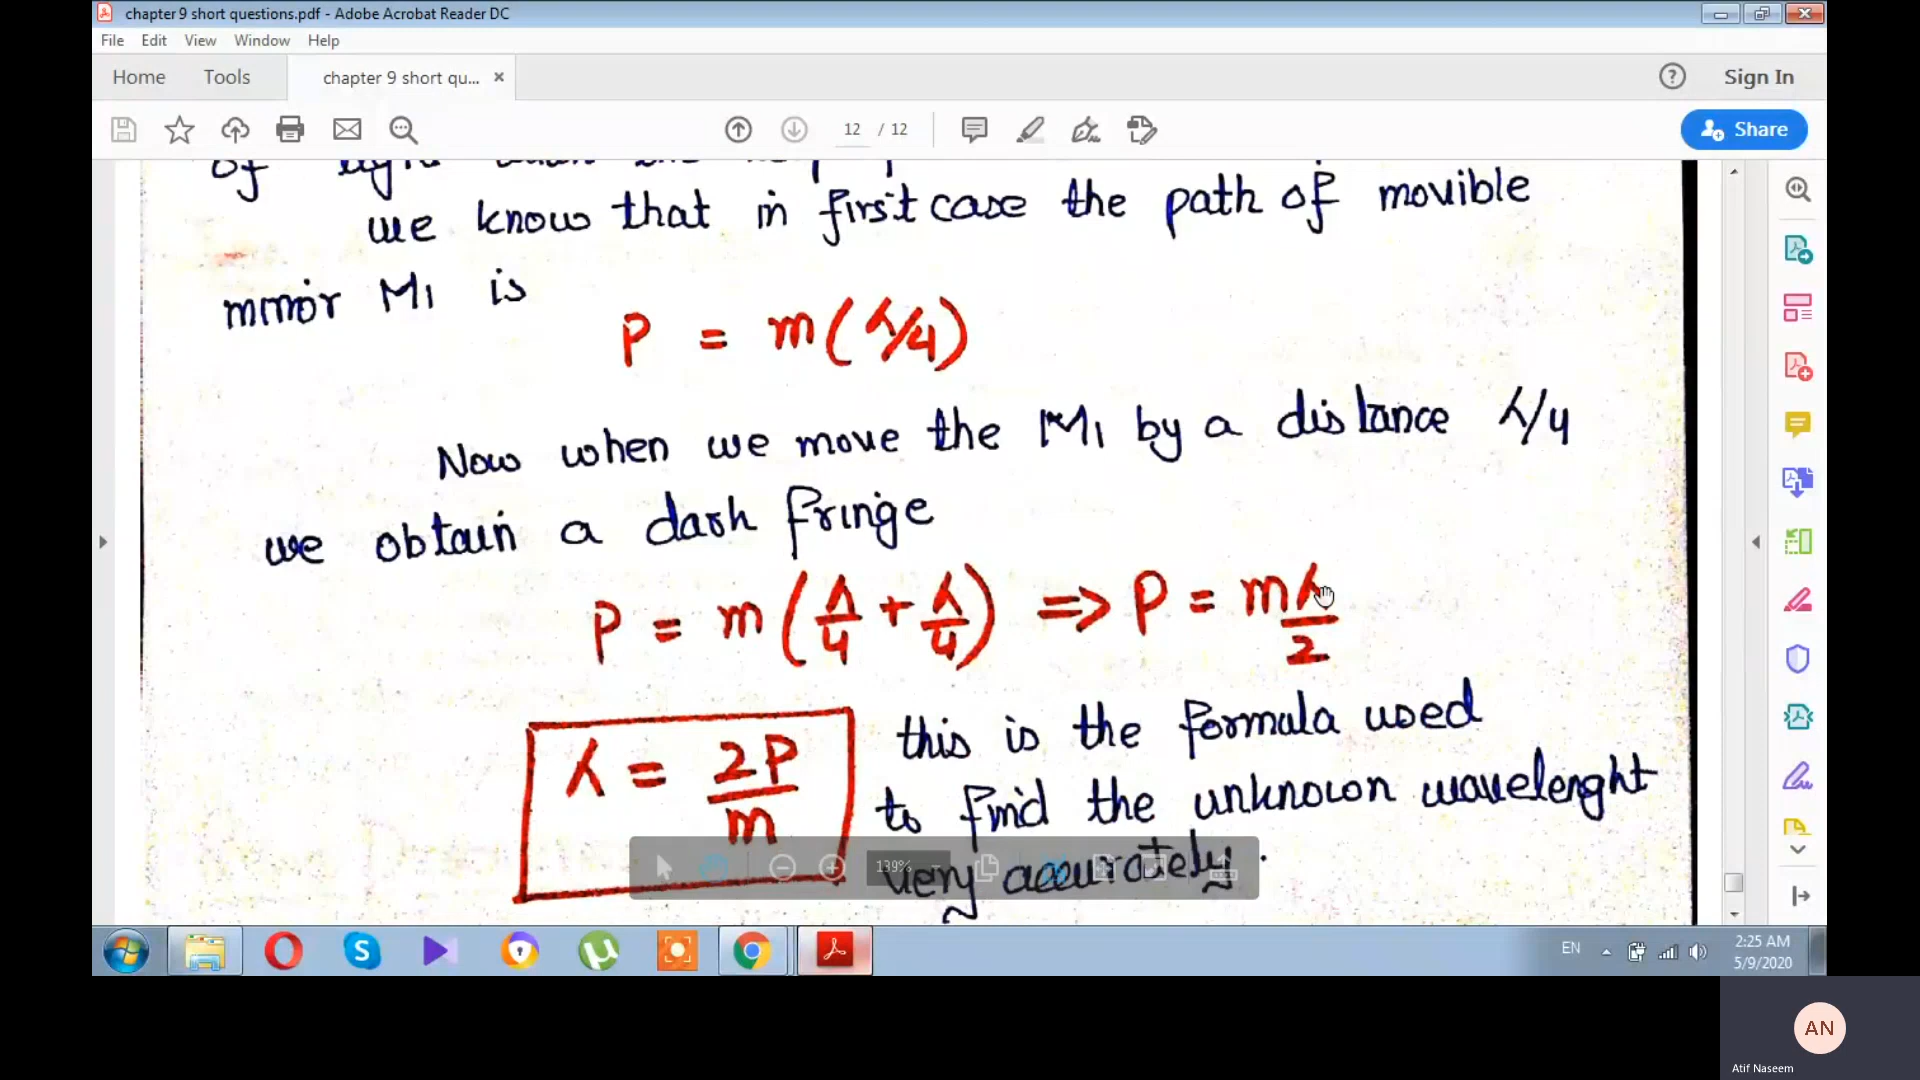 chapter 9 short questions.pdf - Adobe Acrobat Reader DC
File Edit View Window Help
Home Tools chapter 9 short qu... × ? Sign In
12 / 12 Share
of light
we know that in first case the path of movible
mirror M1 is
P = m(λ/4)
Now when we move the M1 by a distance λ/4
we obtain a dark fringe
P = m(λ/4 + λ/4) => P = mλ/2
λ = 2P/m
this is the formula used
to find the unknown wavelenght
very accurately.
139%
EN 2:25 AM
5/9/2020
AN
Atif Naseem